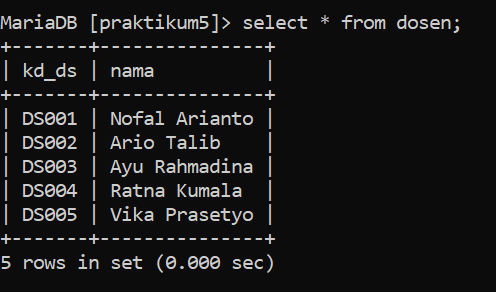 MariaDB [praktikum5]> select * from dosen;
+-------+---------------+
| kd_ds | nama          |
+-------+---------------+
| DS001 | Nofal Arianto |
| DS002 | Ario Talib    |
| DS003 | Ayu Rahmadina |
| DS004 | Ratna Kumala  |
| DS005 | Vika Prasetyo |
+-------+---------------+
5 rows in set (0.000 sec)